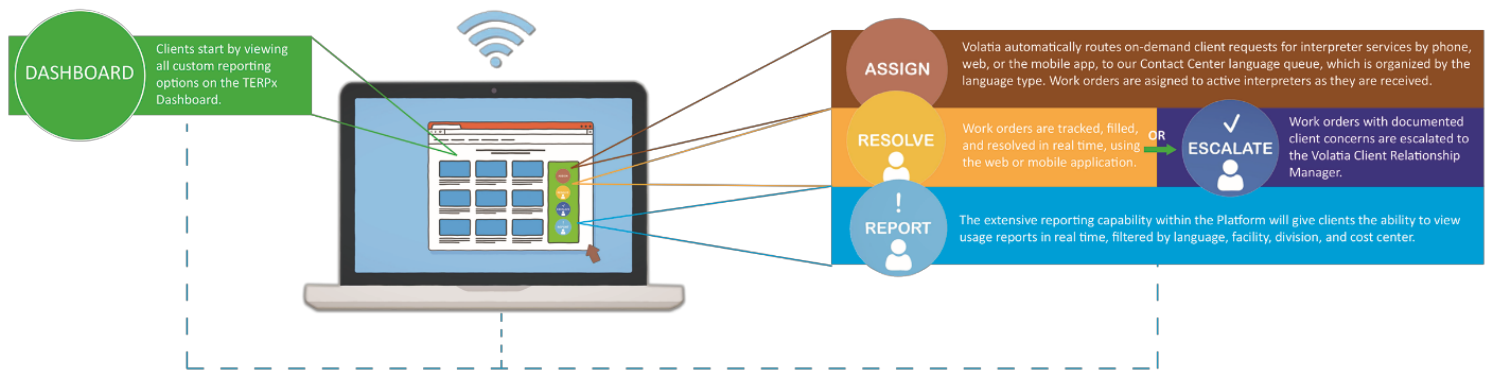 DASHBOARD
Clients start by viewing
all custom reporting
options on the TERPx
Dashboard.
ASSIGN
Volatia automatically routes on-demand client requests for interpreter services by phone,
web, or the mobile app, to our Contact Center language queue, which is organized by the
language type. Work orders are asigned to active interpreters as they are received.
RESOLVE
Work orders are tracked, filled,
and resolved in real time, using
the web or mobile application.
OR
ESCALATE
Work orders with documented
client concerns are escalated to
the Volatia Client Relationship
Manager.
!
REPORT
The extensive reporting capability within the Platform will give clients the ability to view
usage reports in real time, filtered by language, facility, division, and cost center.